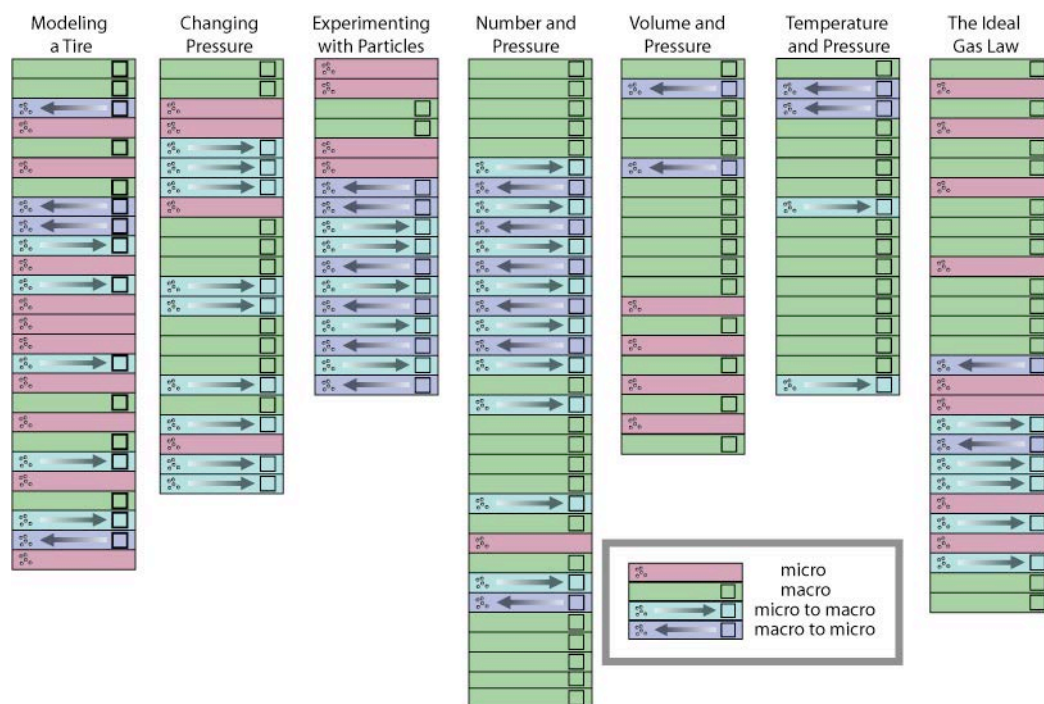 Modeling
a Tire
Changing
Pressure
Experimenting
with Particles
Number and
Pressure
Volume and
Pressure
Temperature
and Pressure
The Ideal
Gas Law
micro
macro
micro to macro
macro to micro